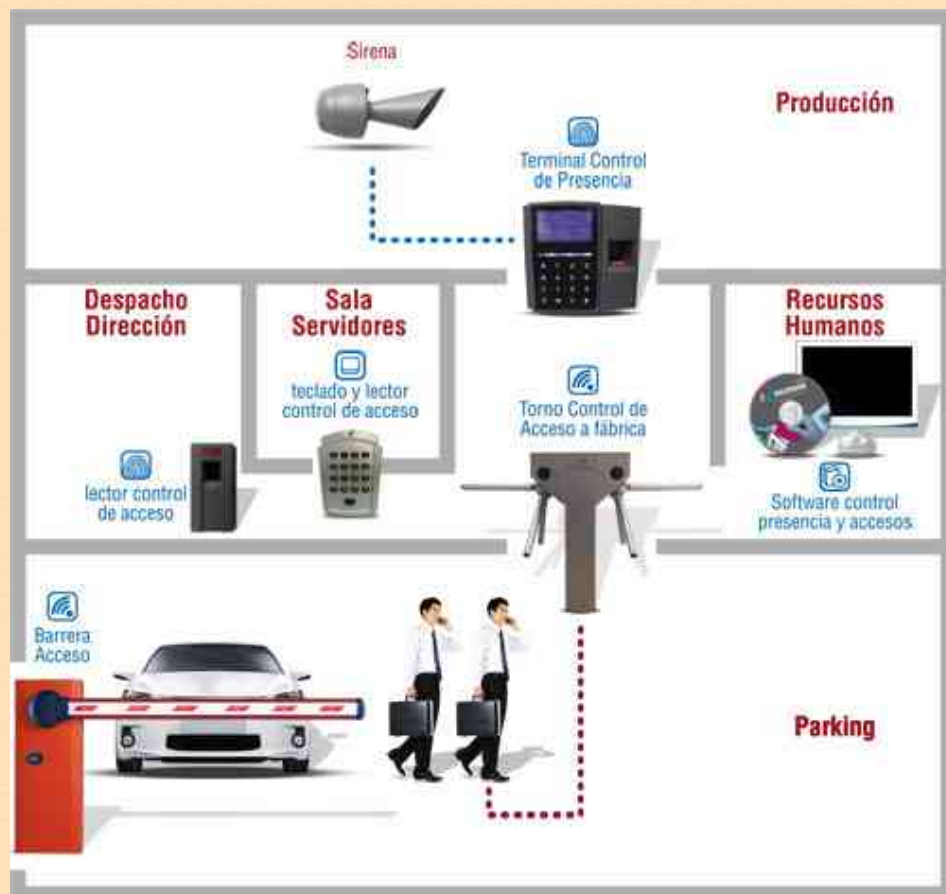 Sirena
Producción
Terminal Control
de Presencia
Despacho
Dirección
Sala
Servidores
Recursos
Humanos
teclado y lector
control de acceso
Torno Control de
Acceso a fábrica
lector control
de acceso
Software control
presencia y accesos
Barrera
Acceso
Parking